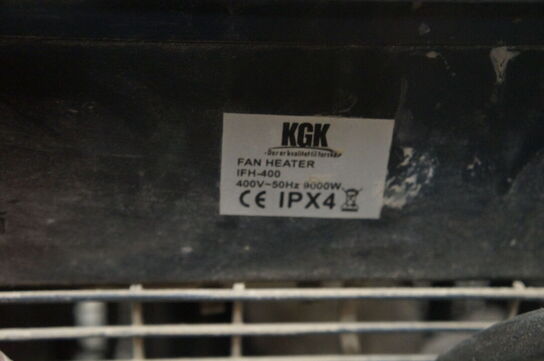 KGK
FAN HEATER
IFH-400
400V~50Hz 9000W
CE IPX4